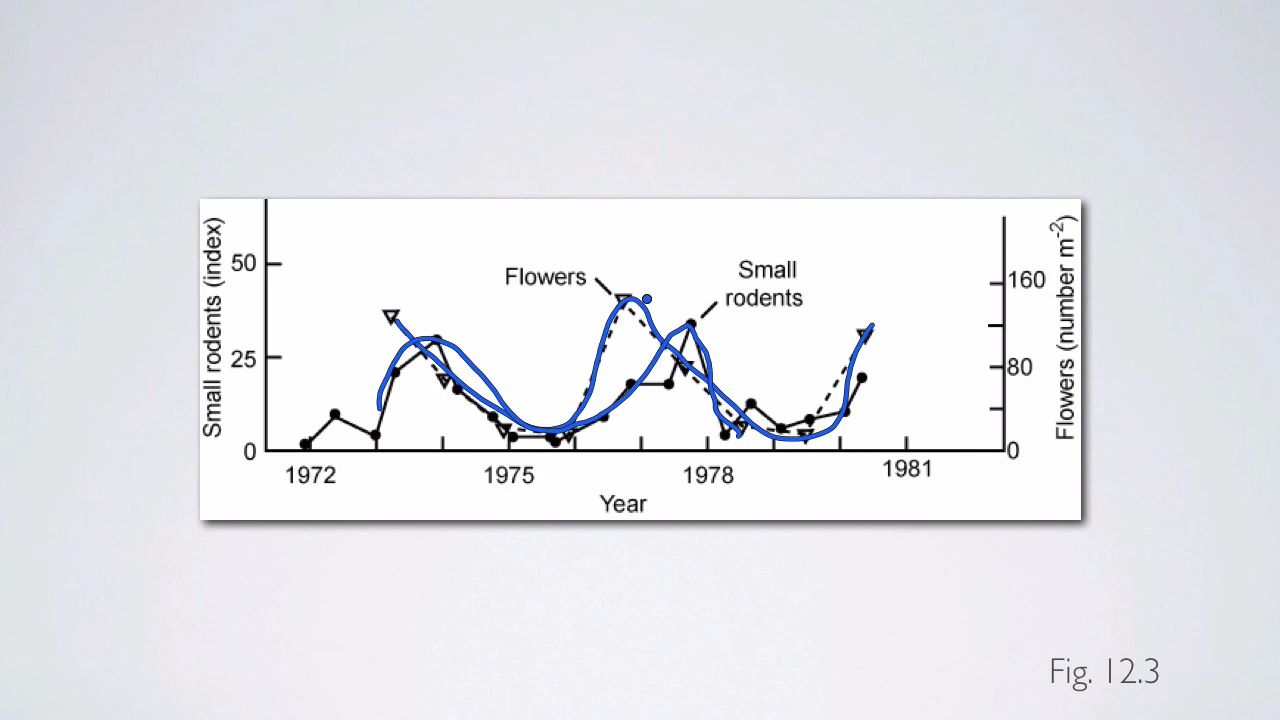 Small rodents (index)
50
25
0
Flowers
Small
rodents
160
80
0
Flowers (number m-2)
1972
1975
1978
1981
Year
Fig. 12.3